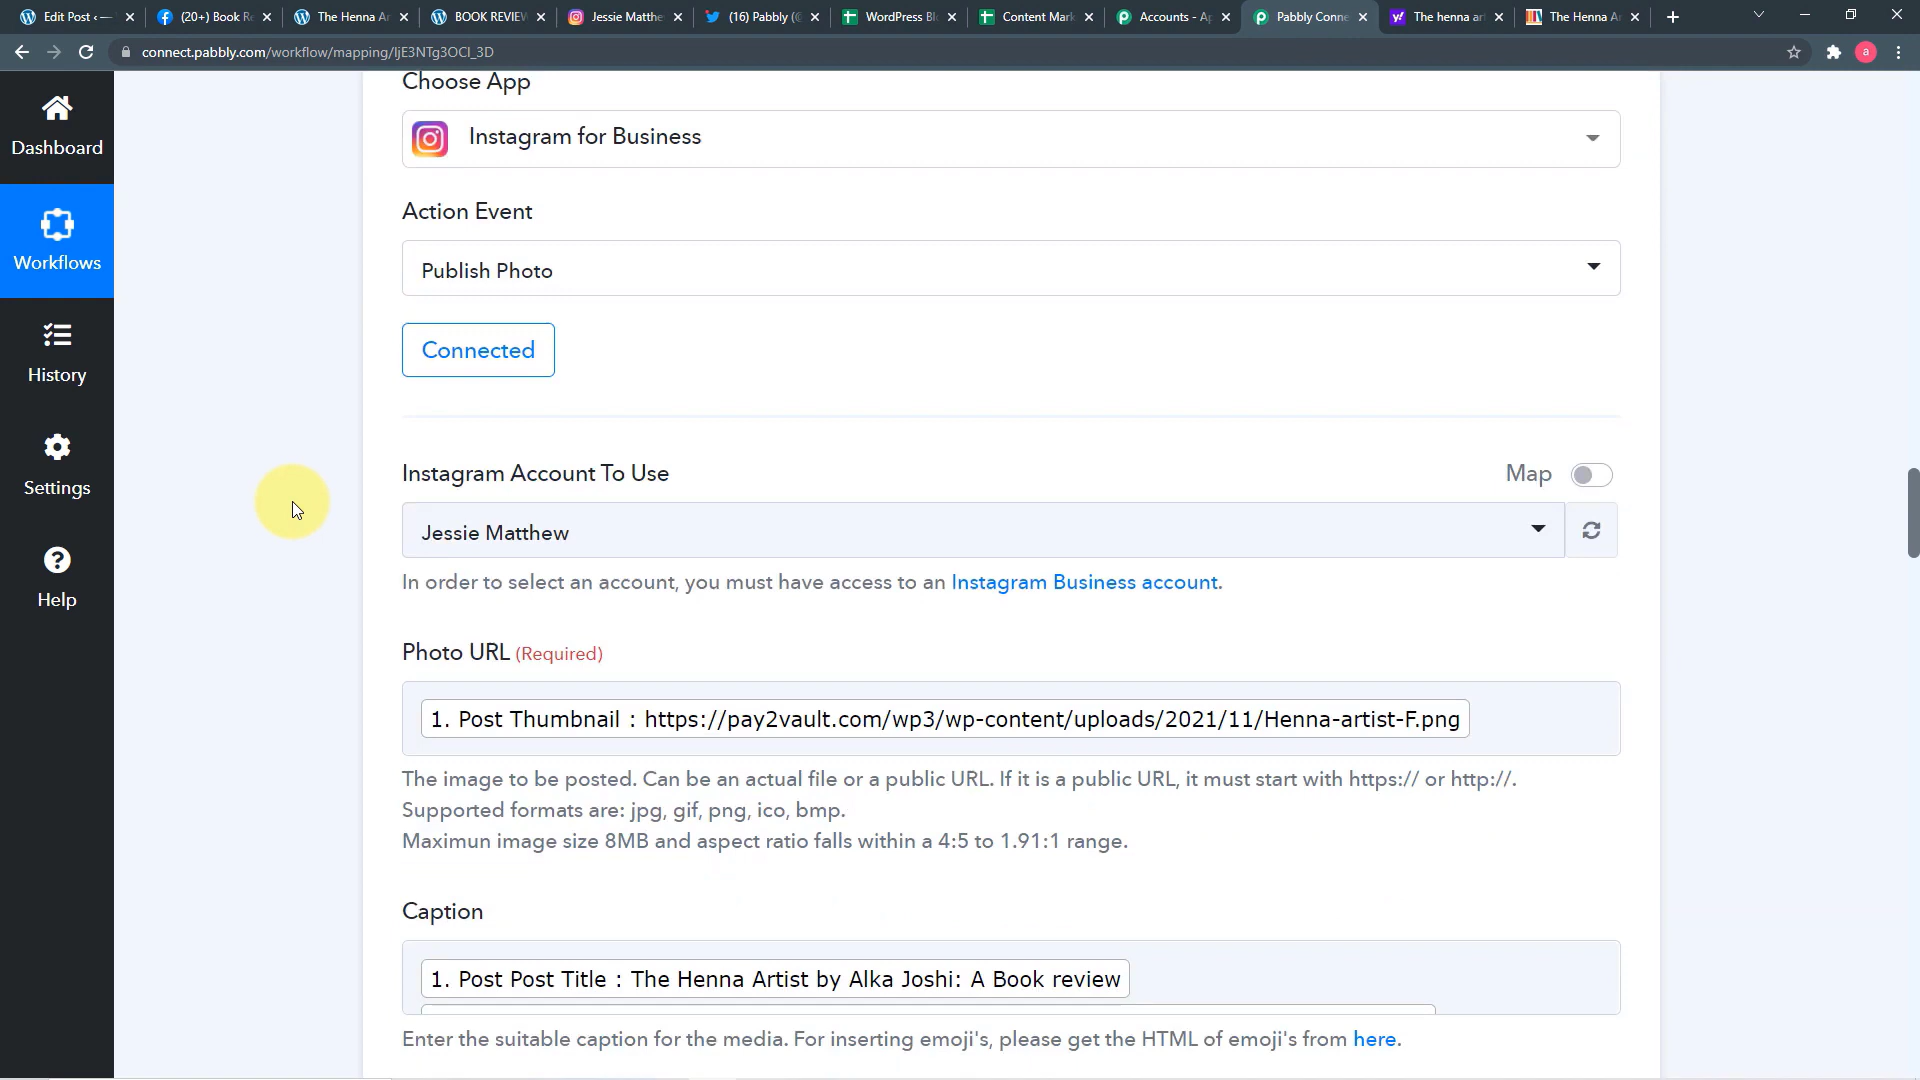 Edit Post ‹ —
(20+) Book R
The Henna A
BOOK REVIEW
Jessie Matthe
(16) Pabbly (@
WordPress Bl
Content Mark
Accounts - Ap
Pabbly Conne
The henna ar
The Henna A
connect.pabbly.com/workflow/mapping/IjE3NTg3OCI_3D
a
Dashboard
Workflows
History
Settings
Help
Choose App
Instagram for Business
Action Event
Publish Photo
Connected
Instagram Account To Use
Map
Jessie Matthew
In order to select an account, you must have access to an Instagram Business account.
Photo URL (Required)
1. Post Thumbnail : https://pay2vault.com/wp3/wp-content/uploads/2021/11/Henna-artist-F.png
The image to be posted. Can be an actual file or a public URL. If it is a public URL, it must start with https:// or http://.
Supported formats are: jpg, gif, png, ico, bmp.
Maximun image size 8MB and aspect ratio falls within a 4:5 to 1.91:1 range.
Caption
1. Post Post Title : The Henna Artist by Alka Joshi: A Book review
Enter the suitable caption for the media. For inserting emoji's, please get the HTML of emoji's from here.